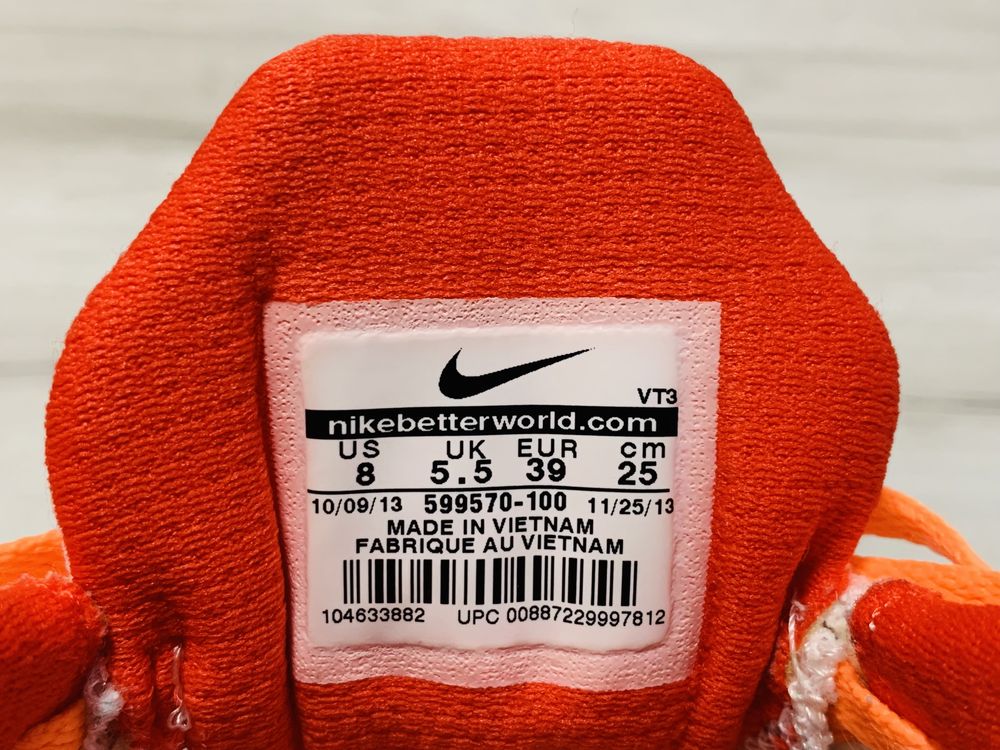 VT3
nikebetterworld.com
US UK EUR cm
8 5.5 39 25
10/09/13 599570-100 11/25/13
MADE IN VIETNAM
FABRIQUE AU VIETNAM
104633882 UPC 00887229997812